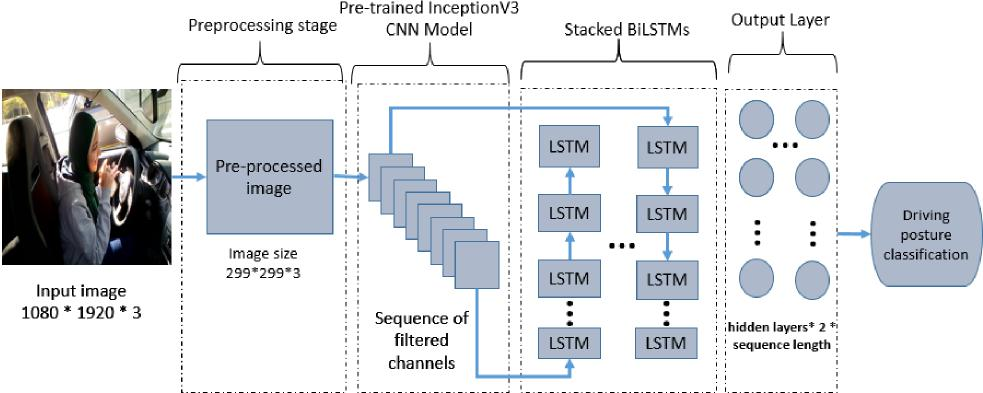 Preprocessing stage
Pre-trained InceptionV3
CNN Model
Stacked BiLSTMs
Output Layer
Pre-processed
image
Image size
299*299*3
Input image
1080 * 1920 * 3
Sequence of
filtered
channels
LSTM
LSTM
LSTM
LSTM
LSTM
LSTM
LSTM
LSTM
hidden layers* 2 *
sequence length
Driving
posture
classification